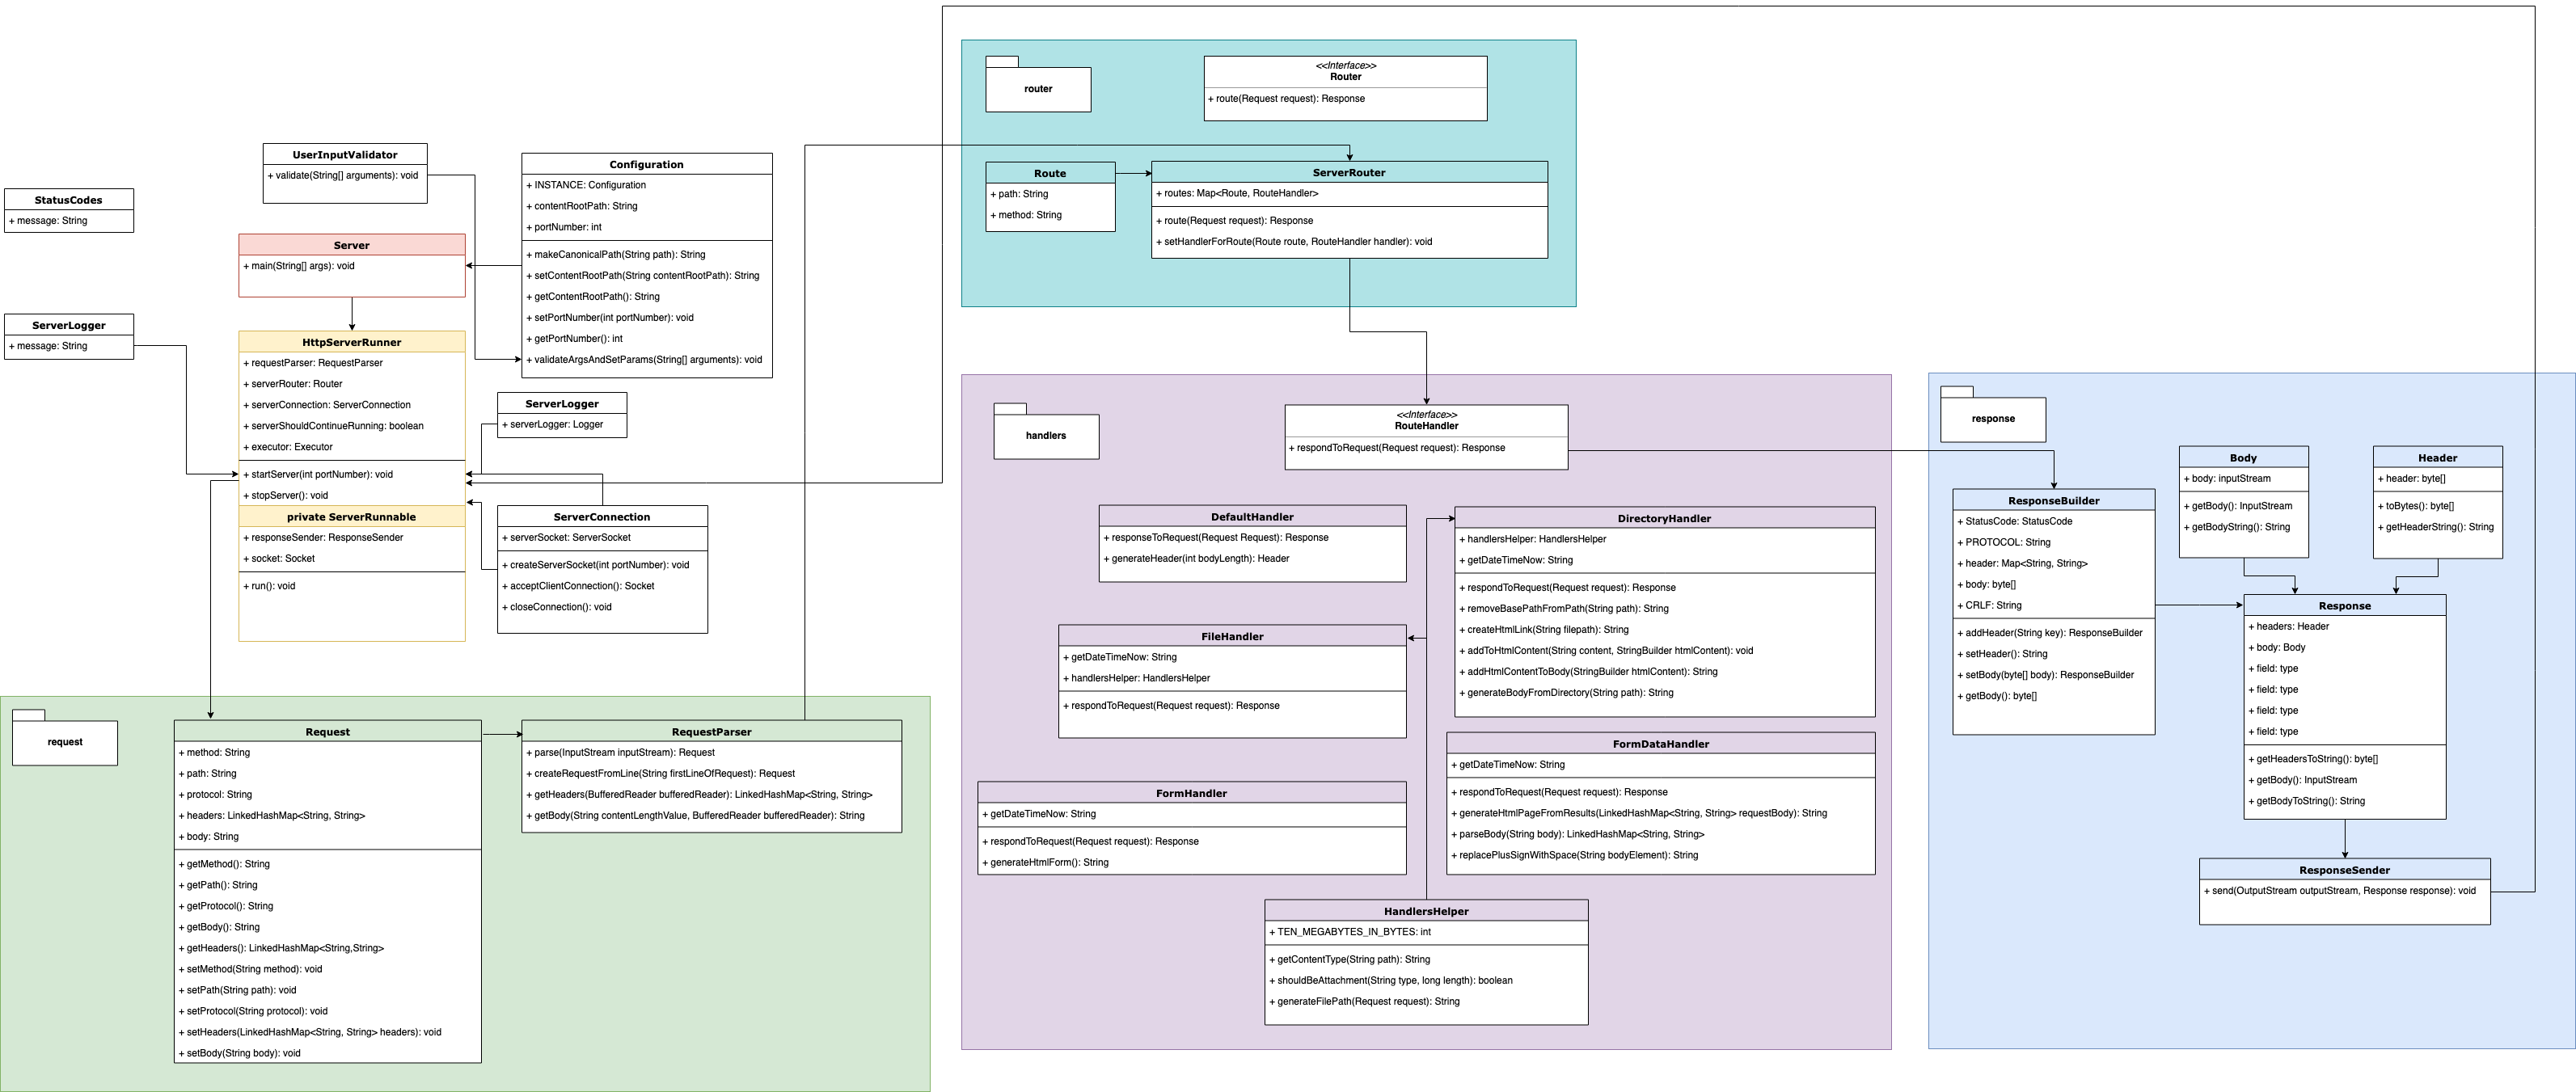 router
<<Interface>>
Router
+ route(Request request): Response
Route
+ path: String
+ method: String
ServerRouter
+ routes: Map<Route, RouteHandler>
+ route(Request request): Response
+ setHandlerForRoute(Route route, RouteHandler handler): void
UserInputValidator
+ validate(String[] arguments): void
Configuration
+ INSTANCE: Configuration
+ contentRootPath: String
+ portNumber: int
+ makeCanonicalPath(String path): String
+ setContentRootPath(String contentRootPath): String
+ getContentRootPath(): String
+ setPortNumber(int portNumber): void
+ getPortNumber(): int
+ validateArgsAndSetParams(String[] arguments): void
StatusCodes
+ message: String
Server
+ main(String[] args): void
ServerLogger
+ message: String
HttpServerRunner
+ requestParser: RequestParser
+ serverRouter: Router
+ serverConnection: ServerConnection
+ serverShouldContinueRunning: boolean
+ executor: Executor
+ startServer(int portNumber): void
+ stopServer(): void
private ServerRunnable
+ responseSender: ResponseSender
+ socket: Socket
+ run(): void
ServerLogger
+ serverLogger: Logger
ServerConnection
+ serverSocket: ServerSocket
+ createServerSocket(int portNumber): void
+ acceptClientConnection(): Socket
+ closeConnection(): void
request
Request
+ method: String
+ path: String
+ protocol: String
+ headers: LinkedHashMap<String, String>
+ body: String
+ getMethod(): String
+ getPath(): String
+ getProtocol(): String
+ getBody(): String
+ getHeaders(): LinkedHashMap<String,String>
+ setMethod(String method): void
+ setPath(String path): void
+ setProtocol(String protocol): void
+ setHeaders(LinkedHashMap<String, String> headers): void
+ setBody(String body): void
RequestParser
+ parse(InputStream inputStream): Request
+ createRequestFromLine(String firstLineOfRequest): Request
+ getHeaders(BufferedReader bufferedReader): LinkedHashMap<String, String>
+ getBody(String contentLengthValue, BufferedReader bufferedReader): String
handlers
<<Interface>>
RouteHandler
+ respondToRequest(Request request): Response
DefaultHandler
+ responseToRequest(Request Request): Response
+ generateHeader(int bodyLength): Header
DirectoryHandler
+ handlersHelper: HandlersHelper
+ getDateTimeNow: String
+ respondToRequest(Request request): Response
+ removeBasePathFromPath(String path): String
+ createHtmlLink(String filepath): String
+ addToHtmlContent(String content, StringBuilder htmlContent): void
+ addHtmlContentToBody(StringBuilder htmlContent): String
+ generateBodyFromDirectory(String path): String
FileHandler
+ getDateTimeNow: String
+ handlersHelper: HandlersHelper
+ respondToRequest(Request request): Response
FormDataHandler
+ getDateTimeNow: String
+ respondToRequest(Request request): Response
+ generateHtmlPageFromResults(LinkedHashMap<String, String> requestBody): String
+ parseBody(String body): LinkedHashMap<String, String>
+ replacePlusSignWithSpace(String bodyElement): String
FormHandler
+ getDateTimeNow: String
+ respondToRequest(Request request): Response
+ generateHtmlForm(): String
HandlersHelper
+ TEN_MEGABYTES_IN_BYTES: int
+ getContentType(String path): String
+ shouldBeAttachment(String type, long length): boolean
+ generateFilePath(Request request): String
response
Body
+ body: inputStream
+ getBody(): InputStream
+ getBodyString(): String
Header
+ header: byte[]
+ toBytes(): byte[]
+ getHeaderString(): String
ResponseBuilder
+ StatusCode: StatusCode
+ PROTOCOL: String
+ header: Map<String, String>
+ body: byte[]
+ CRLF: String
+ addHeader(String key): ResponseBuilder
+ setHeader(): String
+ setBody(byte[] body): ResponseBuilder
+ getBody(): byte[]
Response
+ headers: Header
+ body: Body
+ field: type
+ field: type
+ field: type
+ field: type
+ getHeadersToString(): byte[]
+ getBody(): InputStream
+ getBodyToString(): String
ResponseSender
+ send(OutputStream outputStream, Response response): void